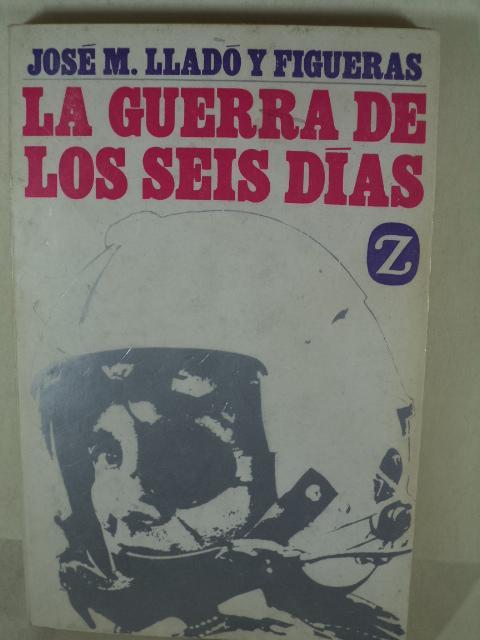 JOSÉ M. LLADÓ Y FIGUERAS
LA GUERRA DE
LOS SEIS DÍAS
Z